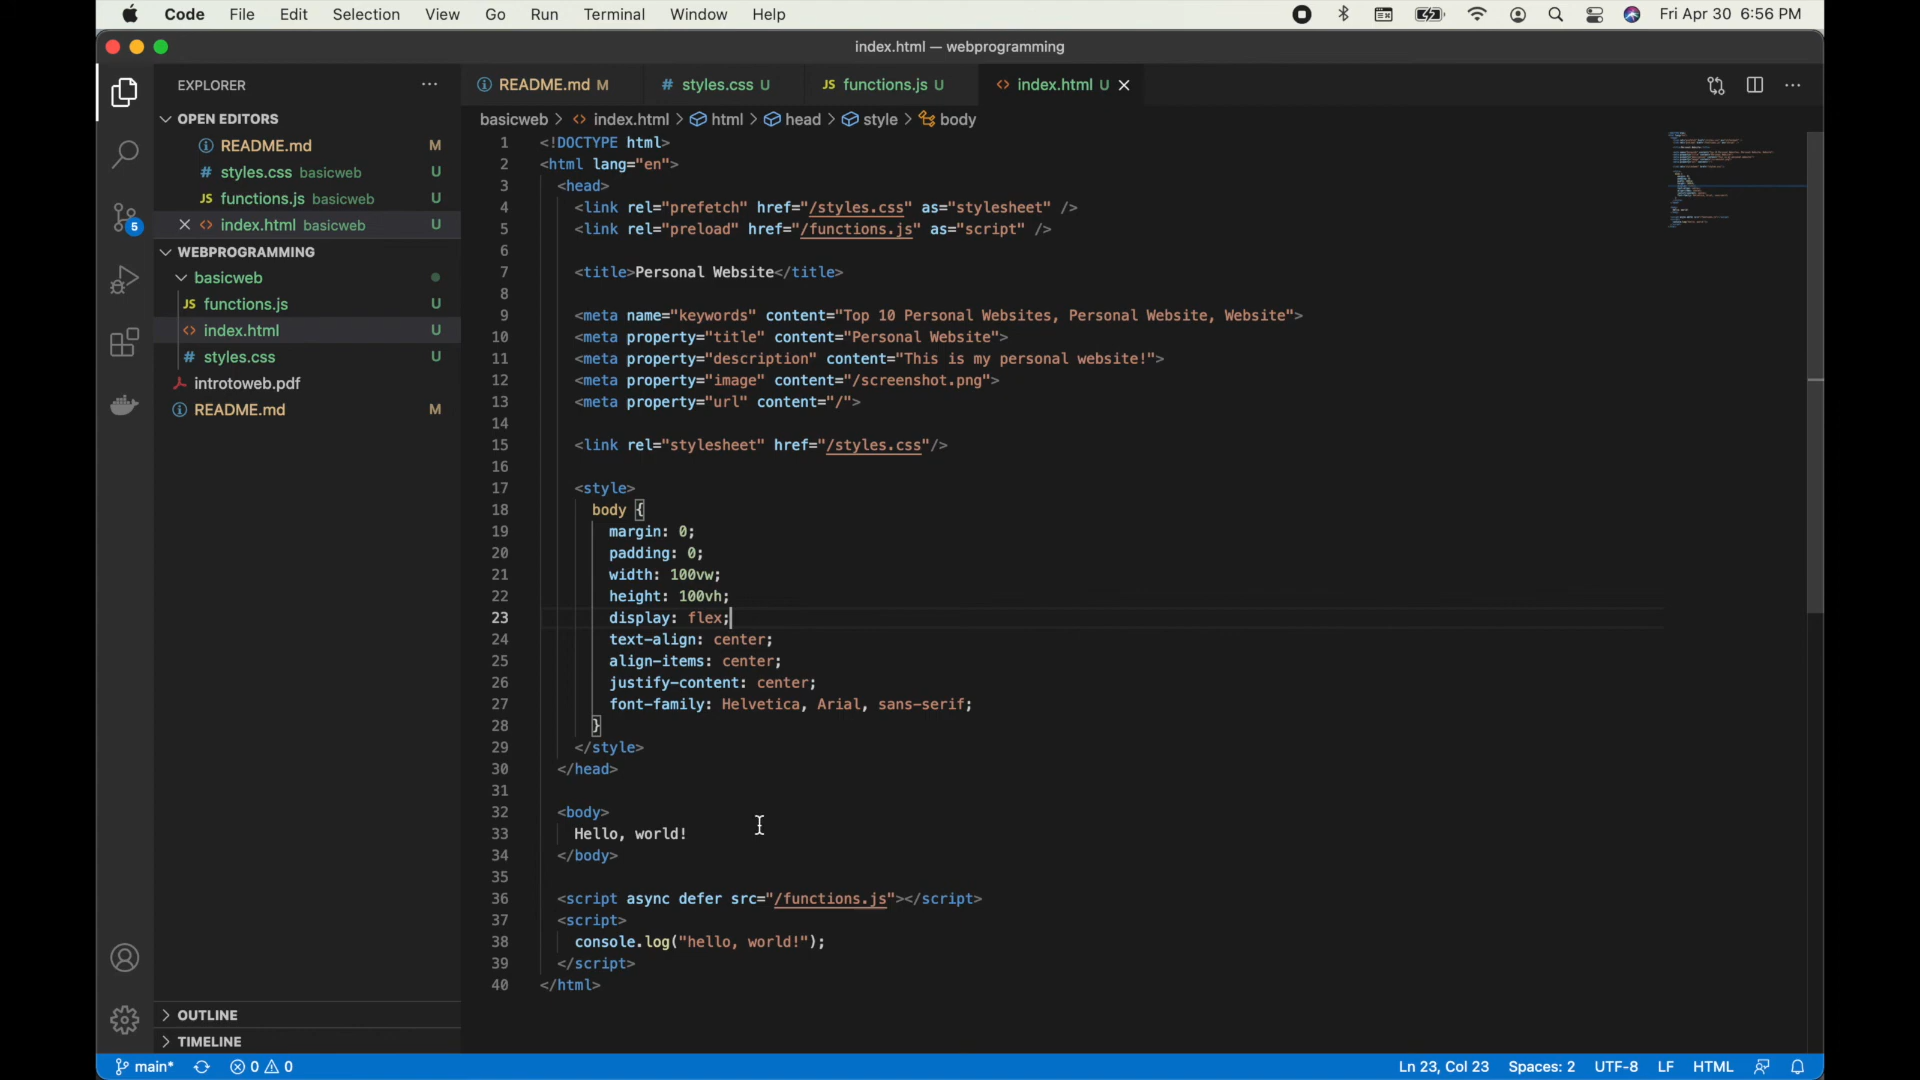 Code File Edit Selection View Go Run Terminal Window Help Fri Apr 30 6:56 PM
index.html — webprogramming
EXPLORER
README.md M styles.css U functions.js U index.html U
OPEN EDITORS
basicweb > index.html > html > head > style > body
README.md M
styles.css basicweb U
functions.js basicweb U
index.html basicweb U
5
WEBPROGRAMMING
basicweb
JS functions.js U
index.html U
# styles.css U
introtoweb.pdf
README.md M
1 <!DOCTYPE html>
2 <html lang="en">
3 <head>
4 <link rel="prefetch" href="/styles.css" as="stylesheet" />
5 <link rel="preload" href="/functions.js" as="script" />
6
7 <title>Personal Website</title>
8
9 <meta name="keywords" content="Top 10 Personal Websites, Personal Website, Website">
10 <meta property="title" content="Personal Website">
11 <meta property="description" content="This is my personal website!">
12 <meta property="image" content="/screenshot.png">
13 <meta property="url" content="/">
14
15 <link rel="stylesheet" href="/styles.css"/>
16
17 <style>
18 body {
19 margin: 0;
20 padding: 0;
21 width: 100vw;
22 height: 100vh;
23 display: flex;
24 text-align: center;
25 align-items: center;
26 justify-content: center;
27 font-family: Helvetica, Arial, sans-serif;
28 }
29 </style>
30 </head>
31
32 <body>
33 Hello, world!
34 </body>
35
36 <script async defer src="/functions.js"></script>
37 <script>
38 console.log("hello, world!");
39 </script>
40 </html>
OUTLINE
TIMELINE
main* 0 0 Ln 23, Col 23 Spaces: 2 UTF-8 LF HTML